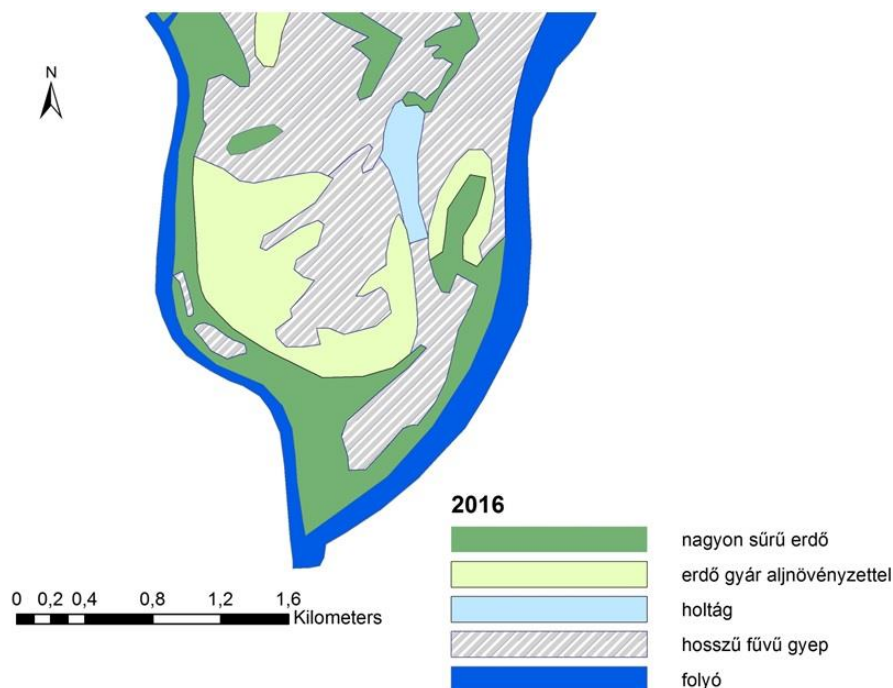 N
2016
nagyon sűrű erdő
erdő gyár aljnövényzettel
holtág
hosszű fűvű gyep
folyó
0 0,2 0,4 0,8 1,2 1,6
Kilometers